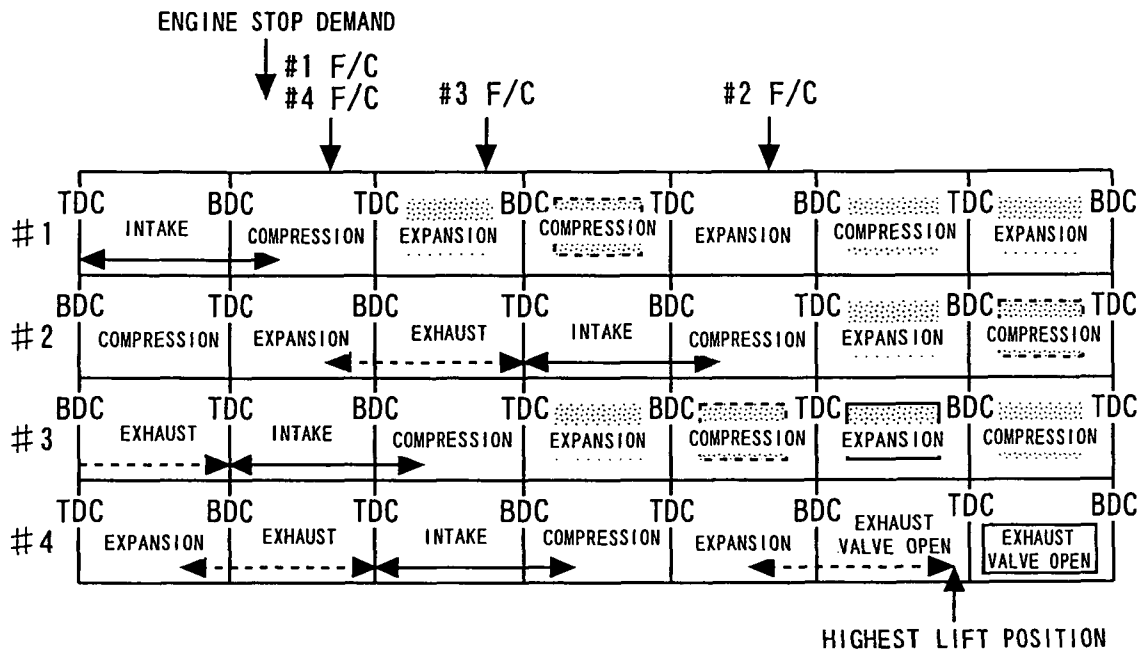 ENGINE STOP DEMAND
#1 F/C
#4 F/C
#3 F/C
#2 F/C
#1
TDC BDC TDC BDC TDC BDC TDC BDC
INTAKE COMPRESSION EXPANSION COMPRESSION EXPANSION COMPRESSION EXPANSION
#2
BDC TDC BDC TDC BDC TDC BDC TDC
COMPRESSION EXPANSION EXHAUST INTAKE COMPRESSION EXPANSION COMPRESSION
#3
BDC TDC BDC TDC BDC TDC BDC TDC
EXHAUST INTAKE COMPRESSION EXPANSION COMPRESSION EXPANSION COMPRESSION
#4
TDC BDC TDC BDC TDC BDC TDC BDC
EXPANSION EXHAUST INTAKE COMPRESSION EXPANSION EXHAUST VALVE OPEN EXHAUST VALVE OPEN
HIGHEST LIFT POSITION